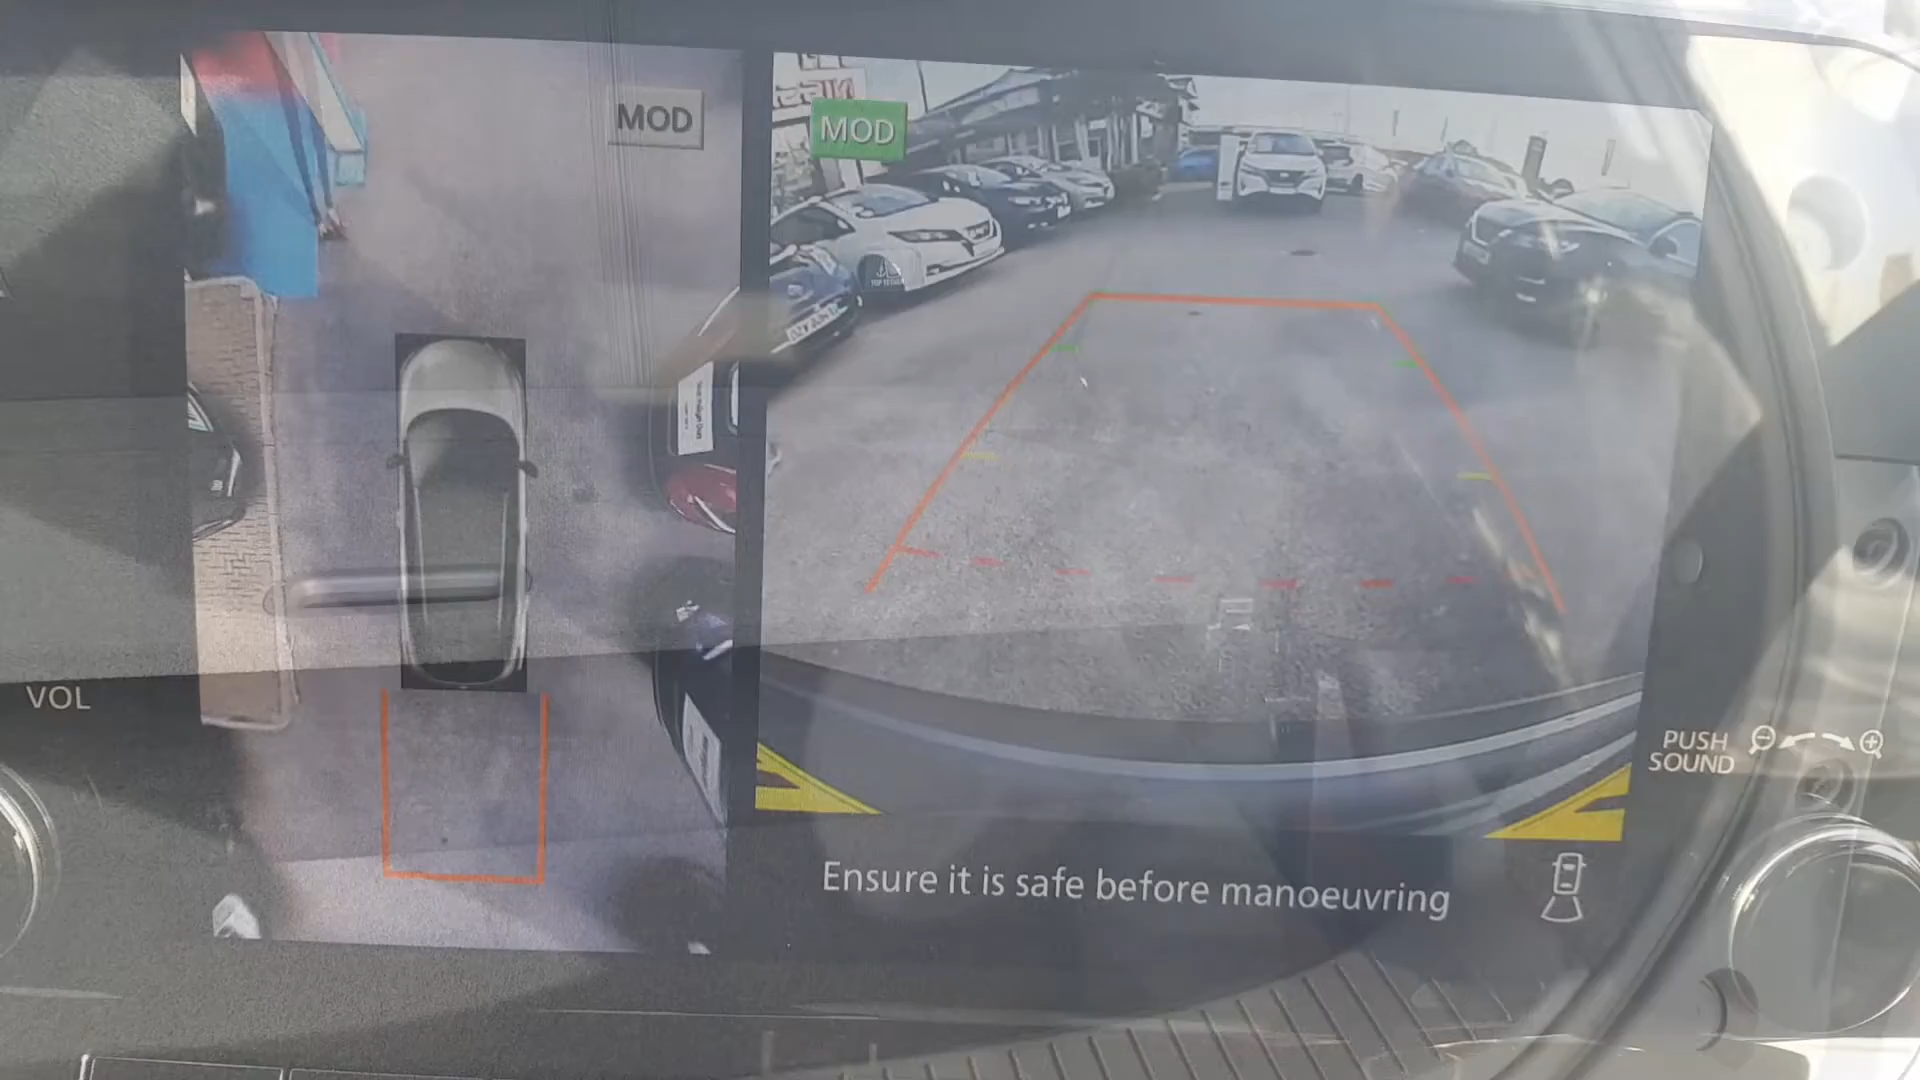 MOD
MOD
VOL
PUSH
SOUND
Ensure it is safe before manoeuvring